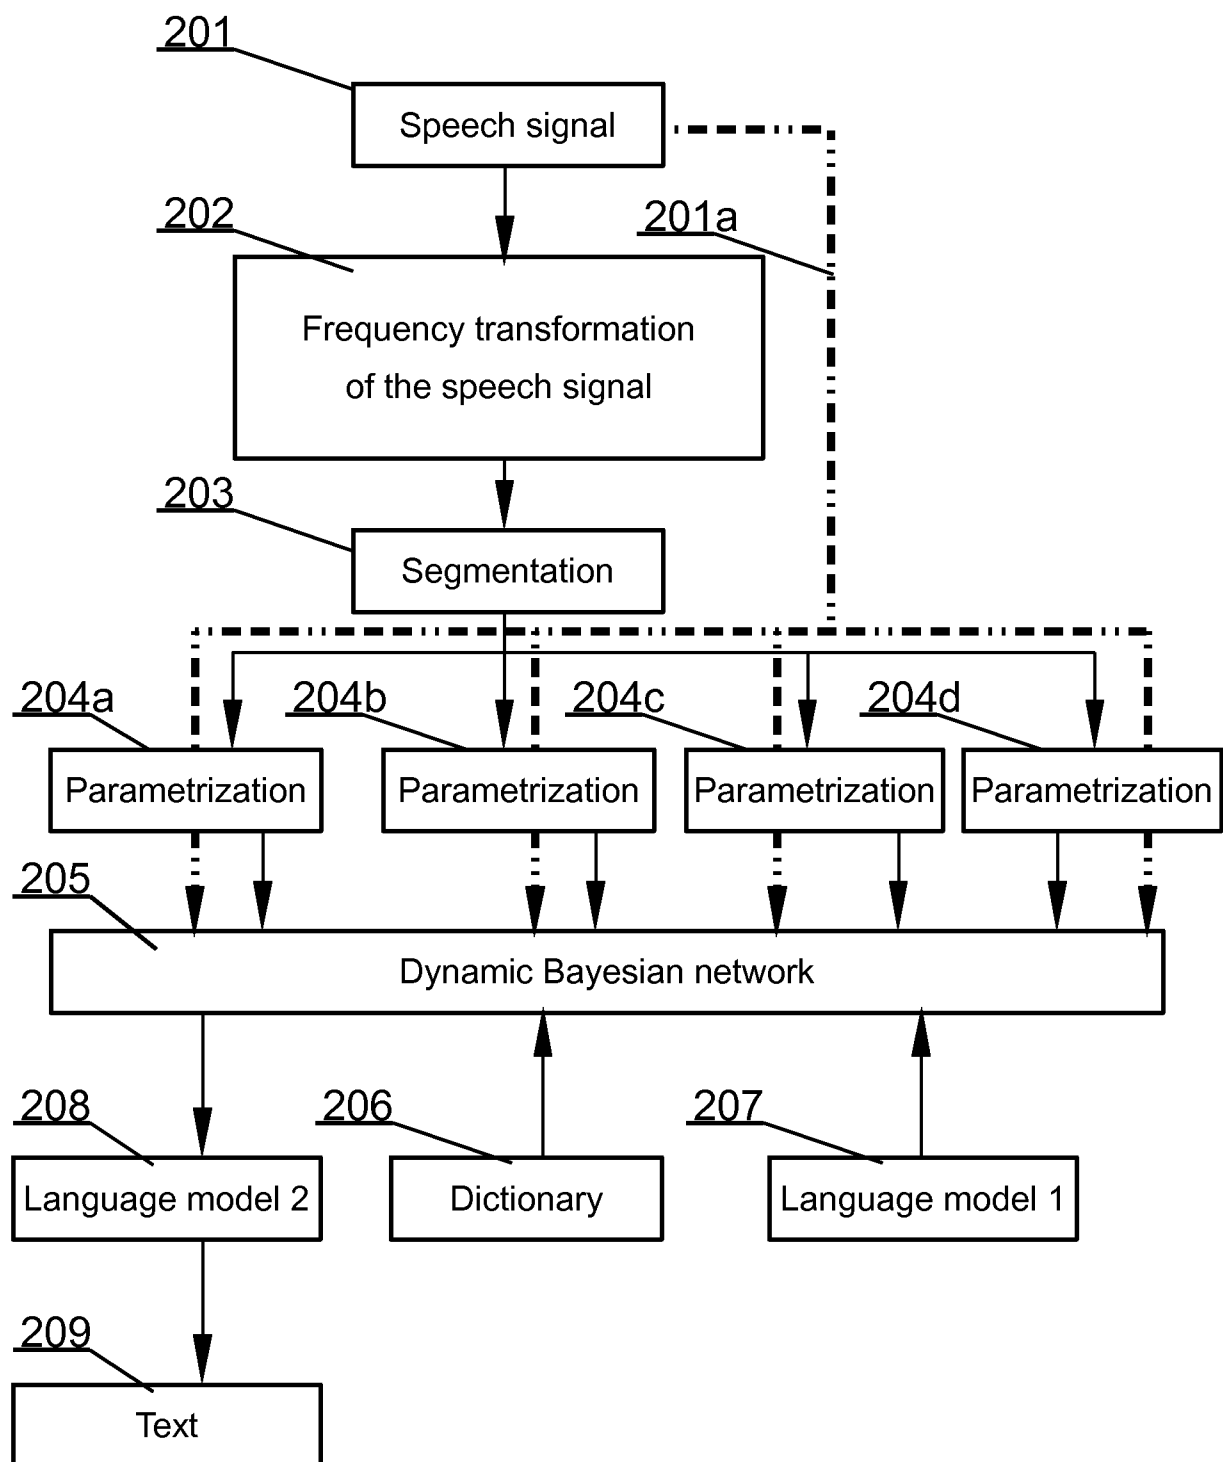 201
Speech signal
202
201a
Frequency transformation
of the speech signal
203
Segmentation
204a
204b
204c
204d
Parametrization
Parametrization
Parametrization
Parametrization
205
Dynamic Bayesian network
208
206
207
Language model 2
Dictionary
Language model 1
209
Text